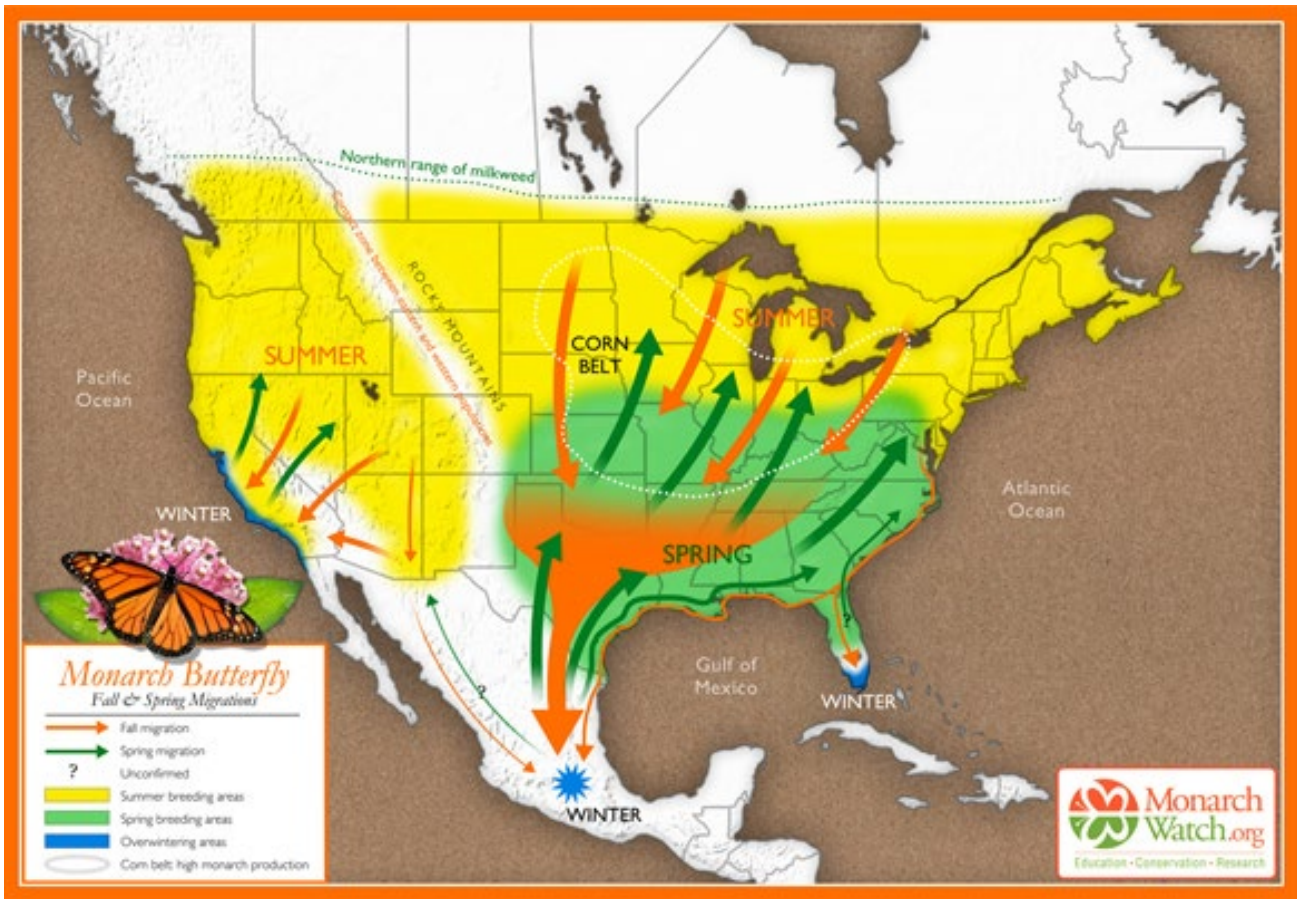 Northern range of milkweed
ROCKY MOUNTAINS
SUMMER
CORN
BELT
SUMMER
Pacific
Ocean
WINTER
SPRING
Atlantic
Ocean
?
?
Gulf of
Mexico
WINTER
WINTER
Monarch Butterfly
Fall & Spring Migrations
Fall migration
Spring migration
? Unconfirmed
Summer breeding areas
Spring breeding areas
Overwintering areas
Corn belt: high monarch production
Monarch
Watch.org
Education • Conservation • Research